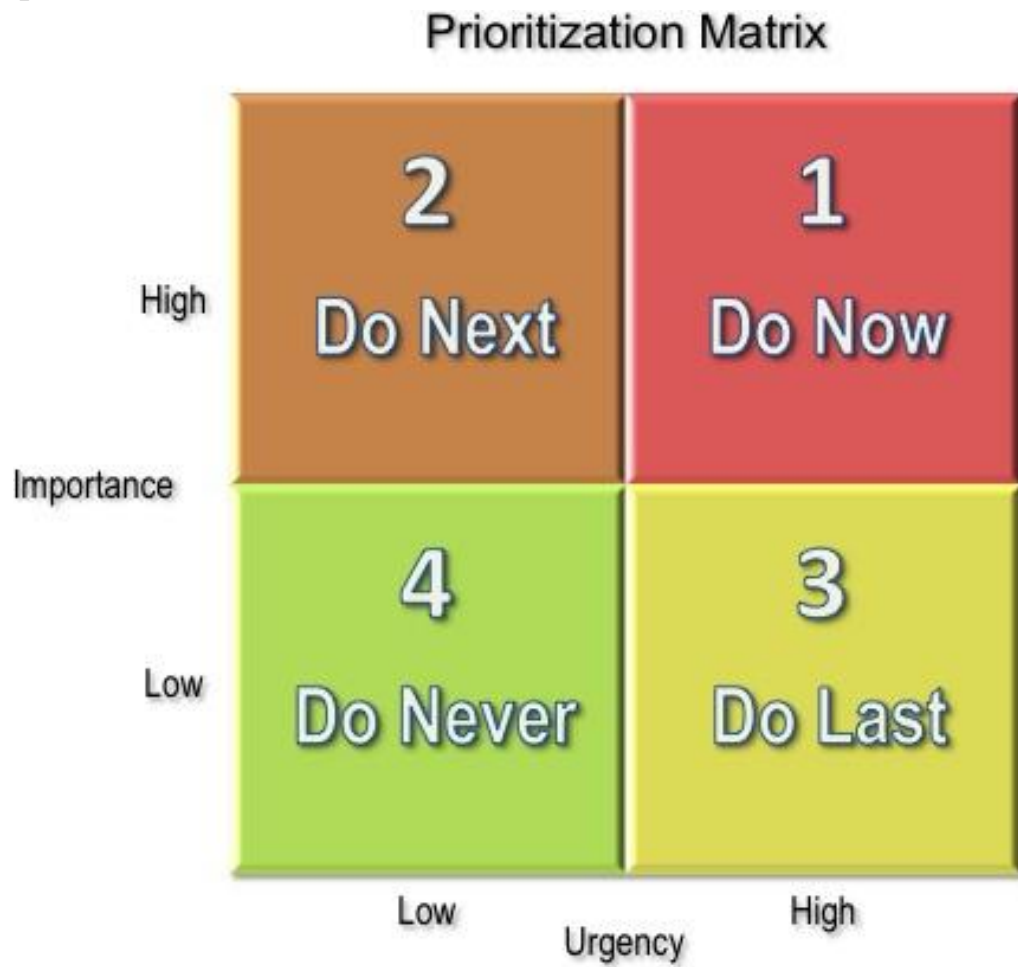 Prioritization Matrix
2
Do Next
1
Do Now
High
Importance
4
Do Never
3
Do Last
Low
Low
High
Urgency